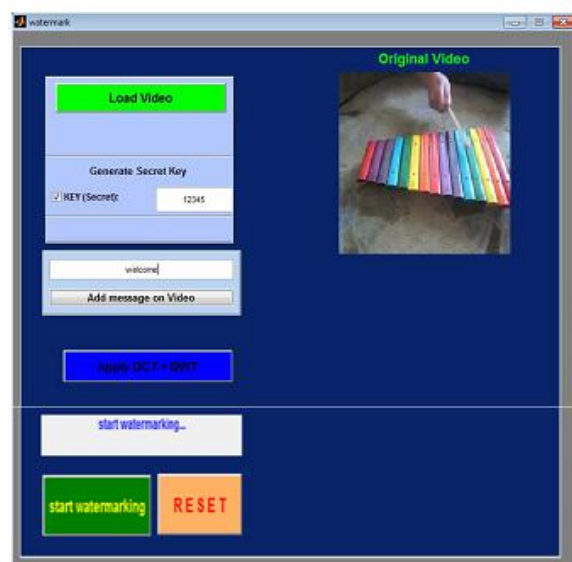 watermark
Original Video
Load Video
Generate Secret Key
KEY (Secret):
12345
welcome
Add message on Video
Apply DCT + DWT
start watermarking...
start watermarking
RESET